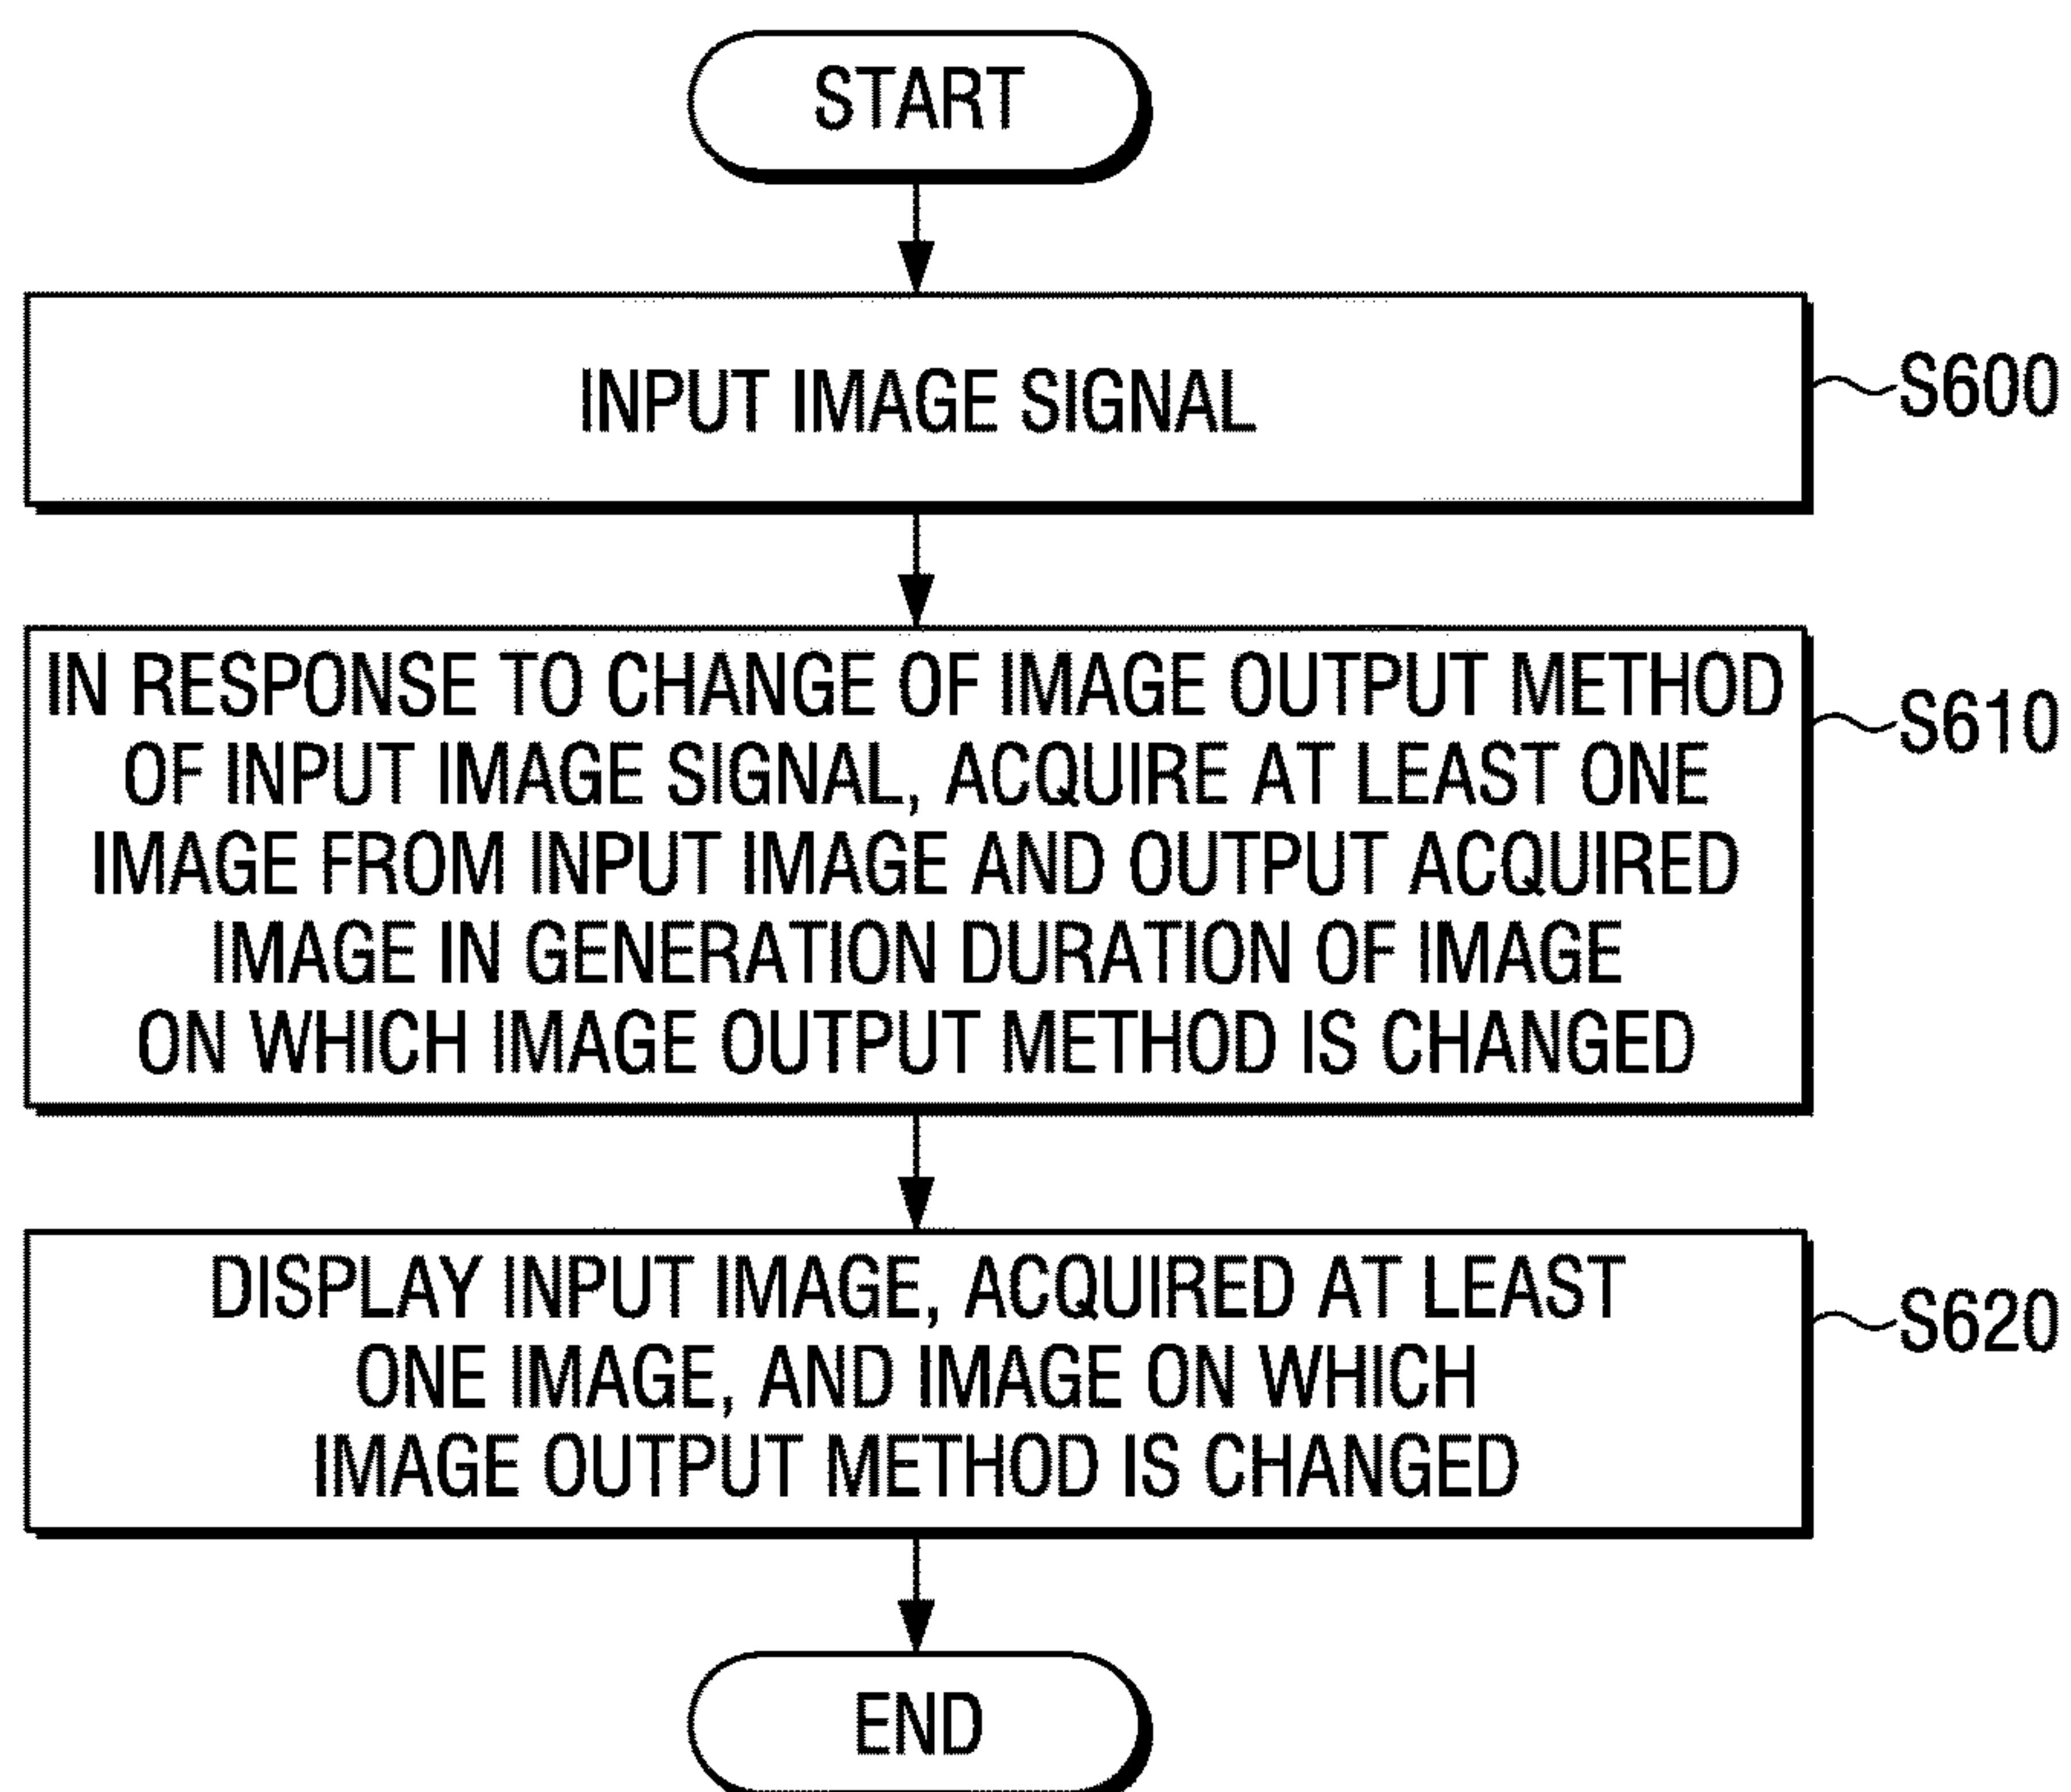 START
INPUT IMAGE SIGNAL
S600
IN RESPONSE TO CHANGE OF IMAGE OUTPUT METHOD
OF INPUT IMAGE SIGNAL, ACQUIRE AT LEAST ONE
IMAGE FROM INPUT IMAGE AND OUTPUT ACQUIRED
IMAGE IN GENERATION DURATION OF IMAGE
ON WHICH IMAGE OUTPUT METHOD IS CHANGED
S610
DISPLAY INPUT IMAGE, ACQUIRED AT LEAST
ONE IMAGE, AND IMAGE ON WHICH
IMAGE OUTPUT METHOD IS CHANGED
S620
END